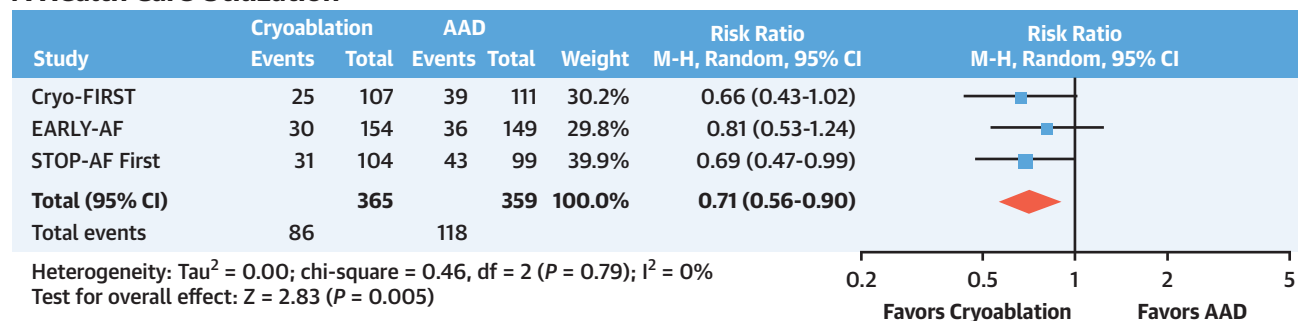 Cryoablation AAD Risk Ratio Risk Ratio
Study Events Total Events Total Weight M-H, Random, 95% CI M-H, Random, 95% CI
Cryo-FIRST 25 107 39 111 30.2% 0.66 (0.43-1.02)
EARLY-AF 30 154 36 149 29.8% 0.81 (0.53-1.24)
STOP-AF First 31 104 43 99 39.9% 0.69 (0.47-0.99)
Total (95% CI) 365 359 100.0% 0.71 (0.56-0.90)
Total events 86 118
Heterogeneity: Tau² = 0.00; chi-square = 0.46, df = 2 (P = 0.79); I² = 0%
Test for overall effect: Z = 2.83 (P = 0.005)
0.2 0.5 1 2 5
Favors Cryoablation Favors AAD